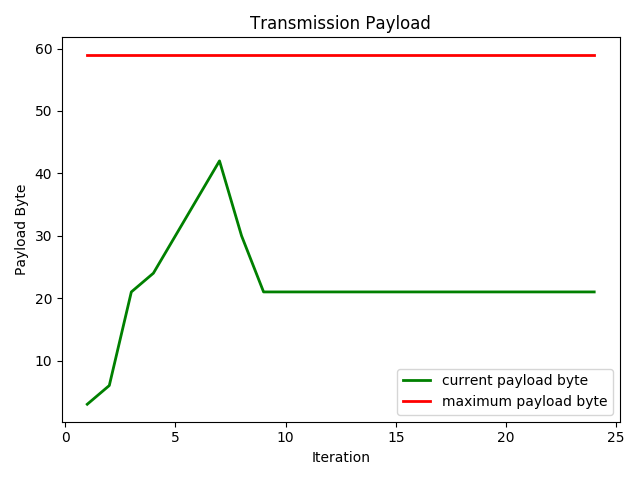 Transmission Payload
60
50
40
30
20
10
Payload Byte
current payload byte
maximum payload byte
0 5 10 15 20 25
Iteration